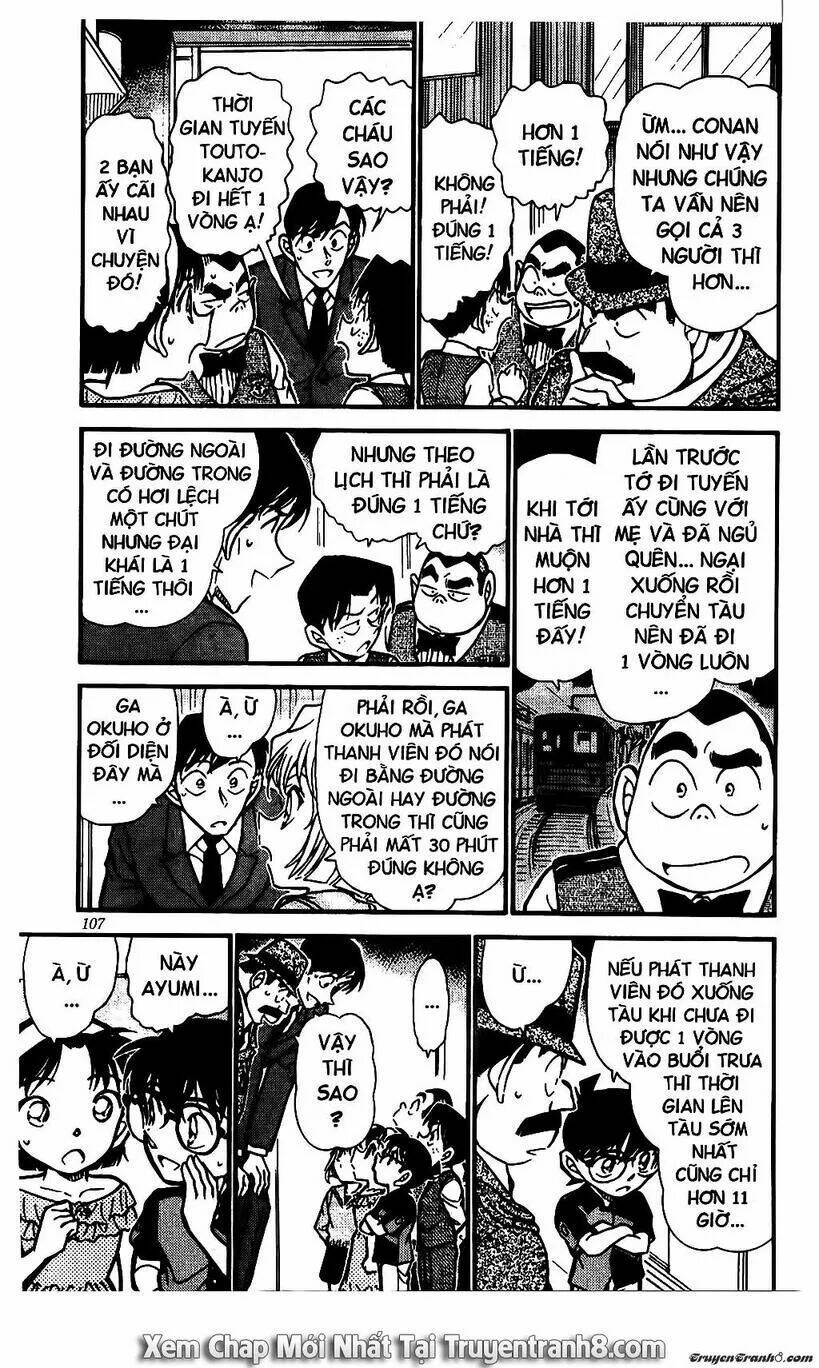 ỪM... CONAN
NÓI NHƯ VẬY
NHƯNG CHÚNG
TA VẪN NÊN
GỌI CẢ 3
NGƯỜI THÌ
HƠN...
HƠN 1
TIẾNG!
KHÔNG
PHẢI!
ĐÚNG 1
TIẾNG!
CÁC
CHÁU
SAO
VẬY?
THỜI
GIAN TUYẾN
TOUTO-
KANJO
ĐI HẾT 1
VÒNG Ạ!
2 BẠN
ẤY CÃI
NHAU
VÌ
CHUYỆN
ĐÓ!
LẦN TRƯỚC
TỚ ĐI TUYẾN
ẤY CÙNG VỚI
MẸ VÀ ĐÃ NGỦ
QUÊN... NGẠI
XUỐNG RỒI
CHUYỂN TÀU
NÊN ĐÃ ĐI
1 VÒNG LUÔN
...
KHI TỚI
NHÀ THÌ
MUỘN
HƠN 1
TIẾNG
ĐẤY!
NHƯNG THEO
LỊCH THÌ PHẢI LÀ
ĐÚNG 1 TIẾNG
CHỨ?
ĐI ĐƯỜNG NGOÀI
VÀ ĐƯỜNG TRONG
CÓ HƠI LỆCH
MỘT CHÚT
NHƯNG ĐẠI
KHÁI LÀ 1
TIẾNG THÔI
...
PHẢI RỒI, GA
OKUHO MÀ PHÁT
THANH VIÊN ĐÓ NÓI
ĐI BẰNG ĐƯỜNG
NGOÀI HAY ĐƯỜNG
TRONG THÌ CŨNG
PHẢI MẤT 30 PHÚT
ĐÚNG KHÔNG
Ạ?
À, Ừ
...
GA
OKUHO Ở
ĐỐI DIỆN
ĐÂY MÀ
...
107
NẾU PHÁT THANH
VIÊN ĐÓ XUỐNG
TÀU KHI CHƯA ĐI
ĐƯỢC 1 VÒNG
VÀO BUỔI TRƯA
THÌ THỜI
GIAN LÊN
TÀU SỚM
NHẤT
CŨNG CHỈ
HƠN 11
GIỜ...
Ừ...
...
VẬY
THÌ
SAO
?
NÀY
AYUMI...
À, Ừ
...
Xem Chap Mới Nhất Tại Truyentranh8.com
TruyenTranh8.com